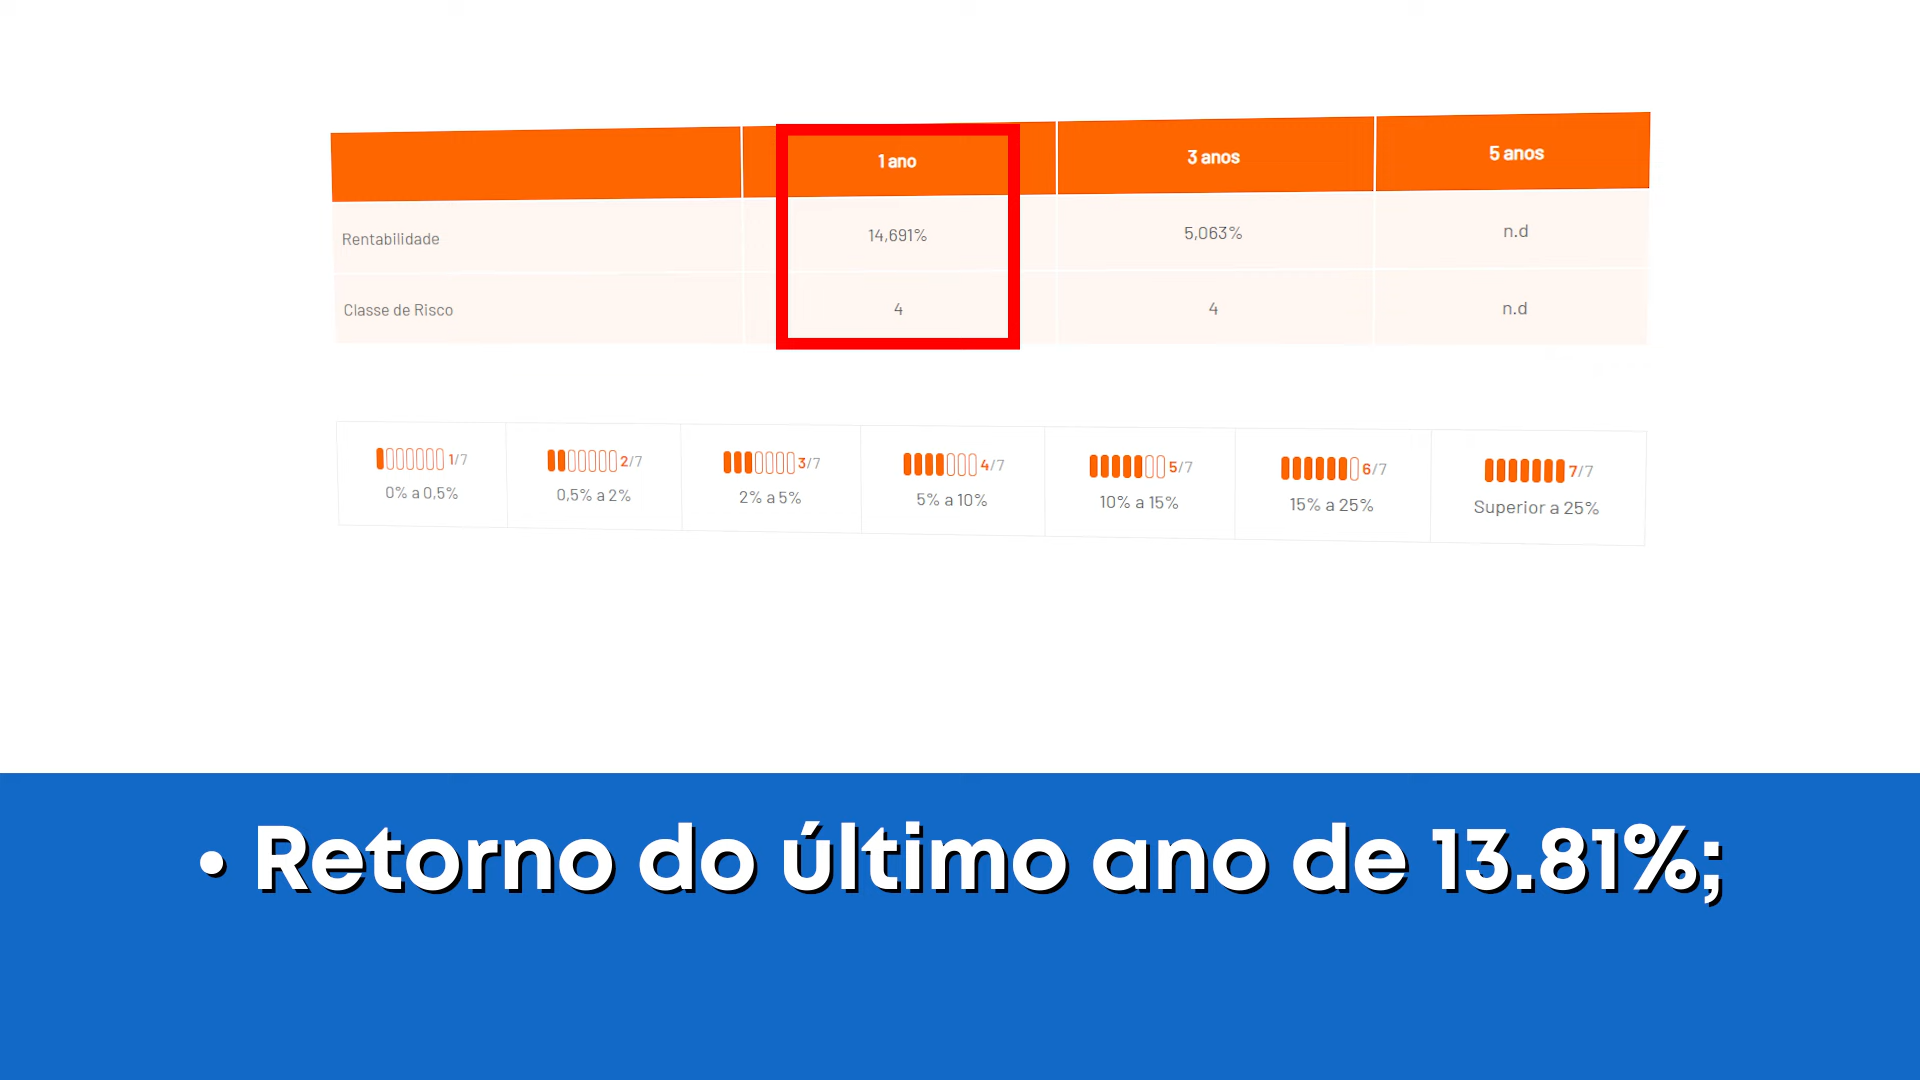 1 ano 3 anos 5 anos
Rentabilidade 14,691% 5,063% n.d
Classe de Risco 4 4 n.d
1/7 2/7 3/7 4/7 5/7 6/7 7/7
0% a 0,5% 0,5% a 2% 2% a 5% 5% a 10% 10% a 15% 15% a 25% Superior a 25%
• Retorno do último ano de 13.81%;